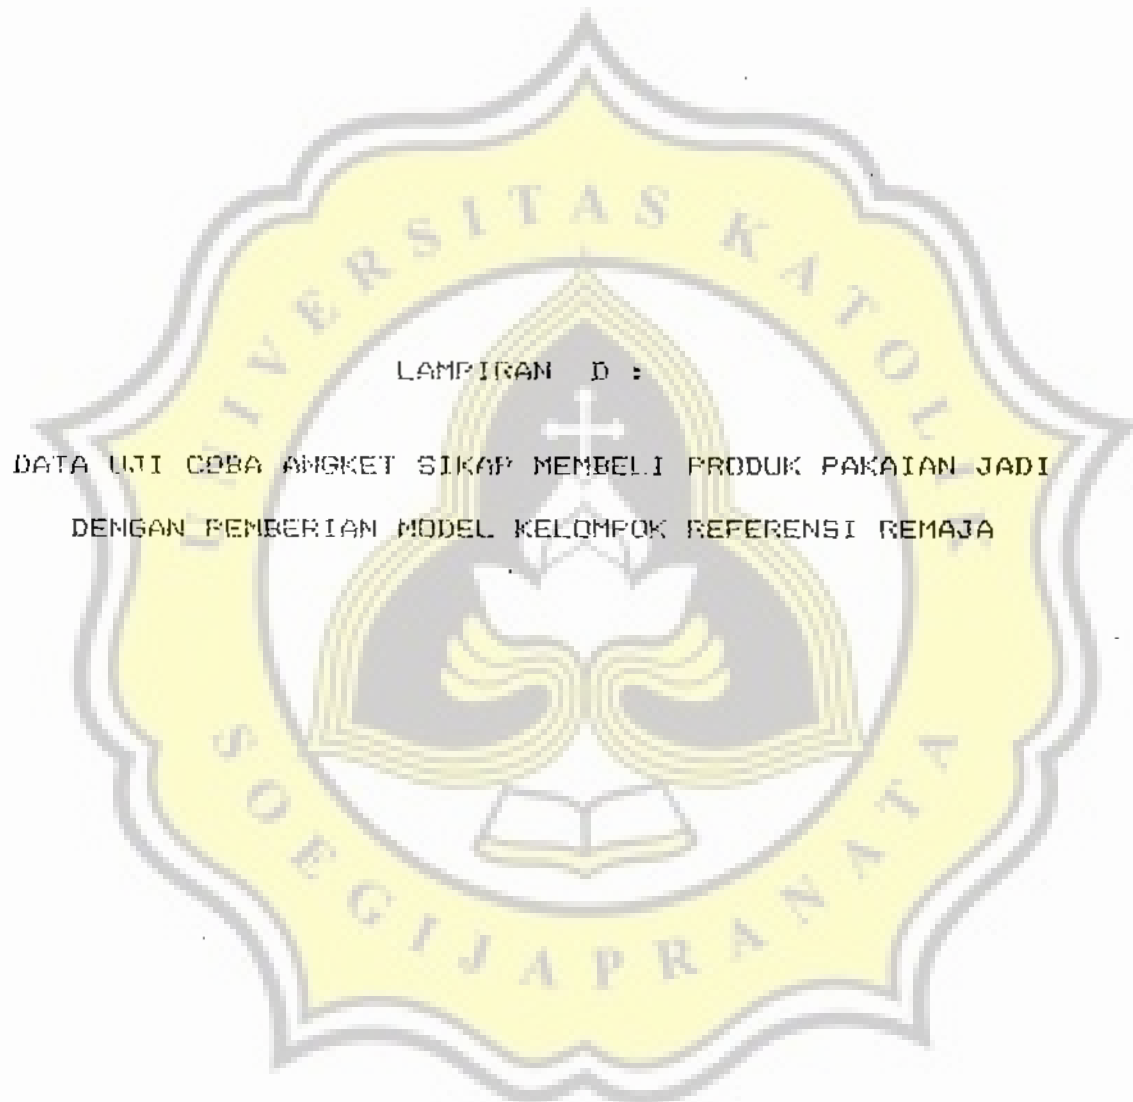 LAMPIRAN D :
DATA UJI COBA ANGKET SIKAP MEMBELI PRODUK PAKAIAN JADI
DENGAN PEMBERIAN MODEL KELOMPOK REFERENSI REMAJA
UNIVERSITAS KATOLIK
SOEGIJAPRANATA